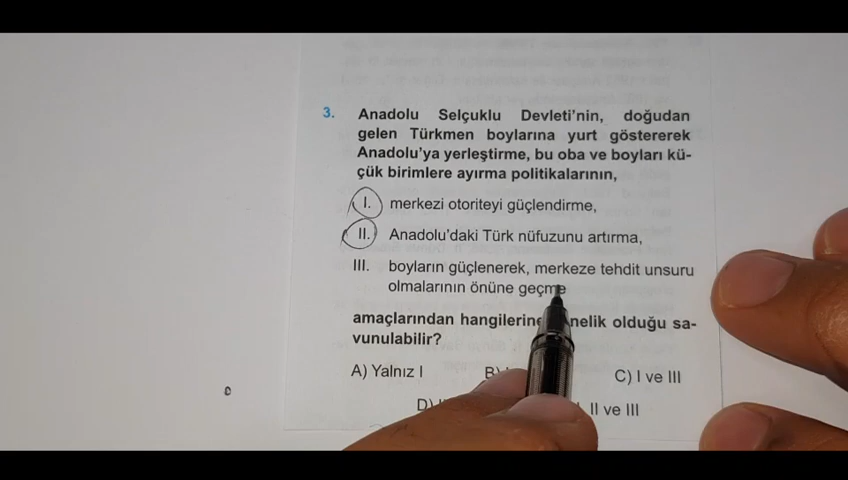 3. Anadolu Selçuklu Devleti'nin, doğudan
gelen Türkmen boylarına yurt göstererek
Anadolu'ya yerleştirme, bu oba ve boyları kü-
çük birimlere ayırma politikalarının,
I. merkezi otoriteyi güçlendirme,
II. Anadolu'daki Türk nüfuzunu artırma,
III. boyların güçlenerek, merkeze tehdit unsuru
olmalarının önüne geçme
amaçlarından hangilerine olduğu sa-
vunulabilir?
A) Yalnız I B) C) I ve III
D) II ve III